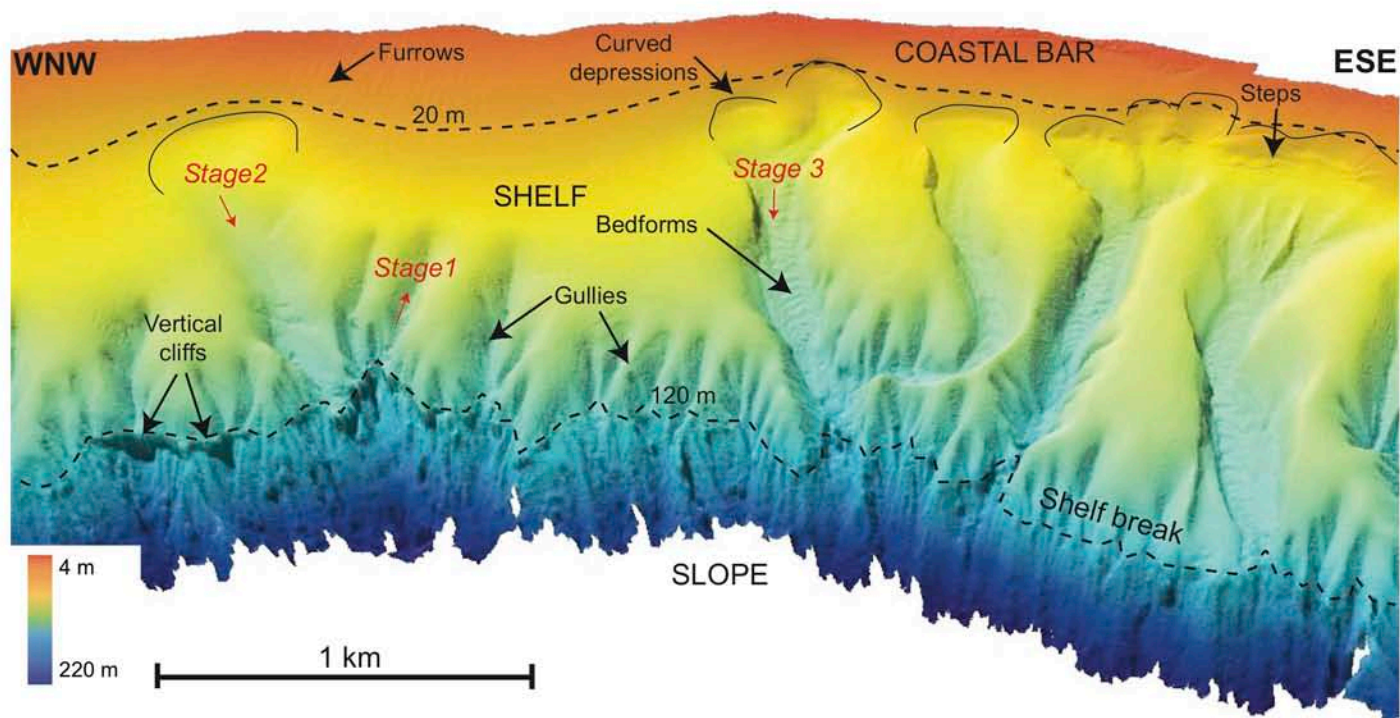 WNW
Furrows
Curved
depressions
COASTAL BAR
ESE
Steps
20 m
Stage2
SHELF
Stage 3
Bedforms
Stage1
Gullies
Vertical
cliffs
120 m
Shelf break
SLOPE
4 m
220 m
1 km